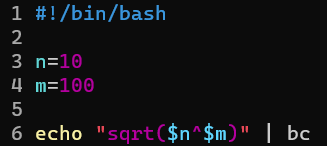 1 #!/bin/bash
2
3 n=10
4 m=100
5
6 echo "sqrt($n^$m)" | bc